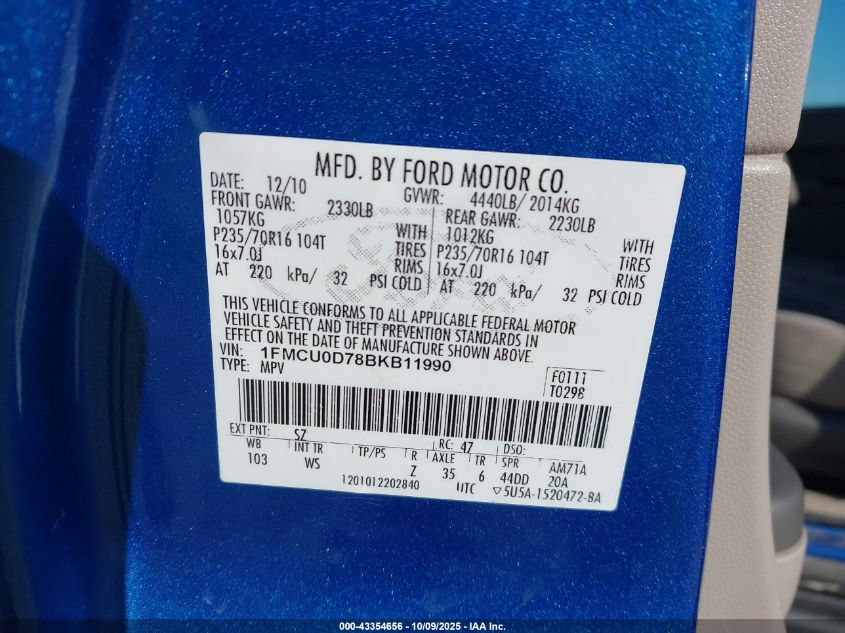 MFD. BY FORD MOTOR CO.
DATE: 12/10 GVWR: 4440LB/ 2014KG
FRONT GAWR: 2330LB REAR GAWR: 2230LB
1057KG WITH 1012KG WITH
P235/70R16 104T TIRES P235/70R16 104T TIRES
16x7.0J RIMS 16x7.0J RIMS
AT 220 kPa/ 32 PSI COLD AT 220 kPa/ 32 PSI COLD
THIS VEHICLE CONFORMS TO ALL APPLICABLE FEDERAL MOTOR
VEHICLE SAFETY AND THEFT PREVENTION STANDARDS IN
EFFECT ON THE DATE OF MANUFACTURE SHOWN ABOVE.
VIN: 1FMCU0D78BKB11990
TYPE: MPV
F0111
T0298
EXT PNT: SZ RC: 47 DSO:
WB INT TR TP/PS R AXLE TR SPR AM71A
103 WS Z 35 6 44DD 20A
1201012202840 UTC ▽5U5A-1520472-BA
000-43354656 - 10/09/2025 - IAA Inc.